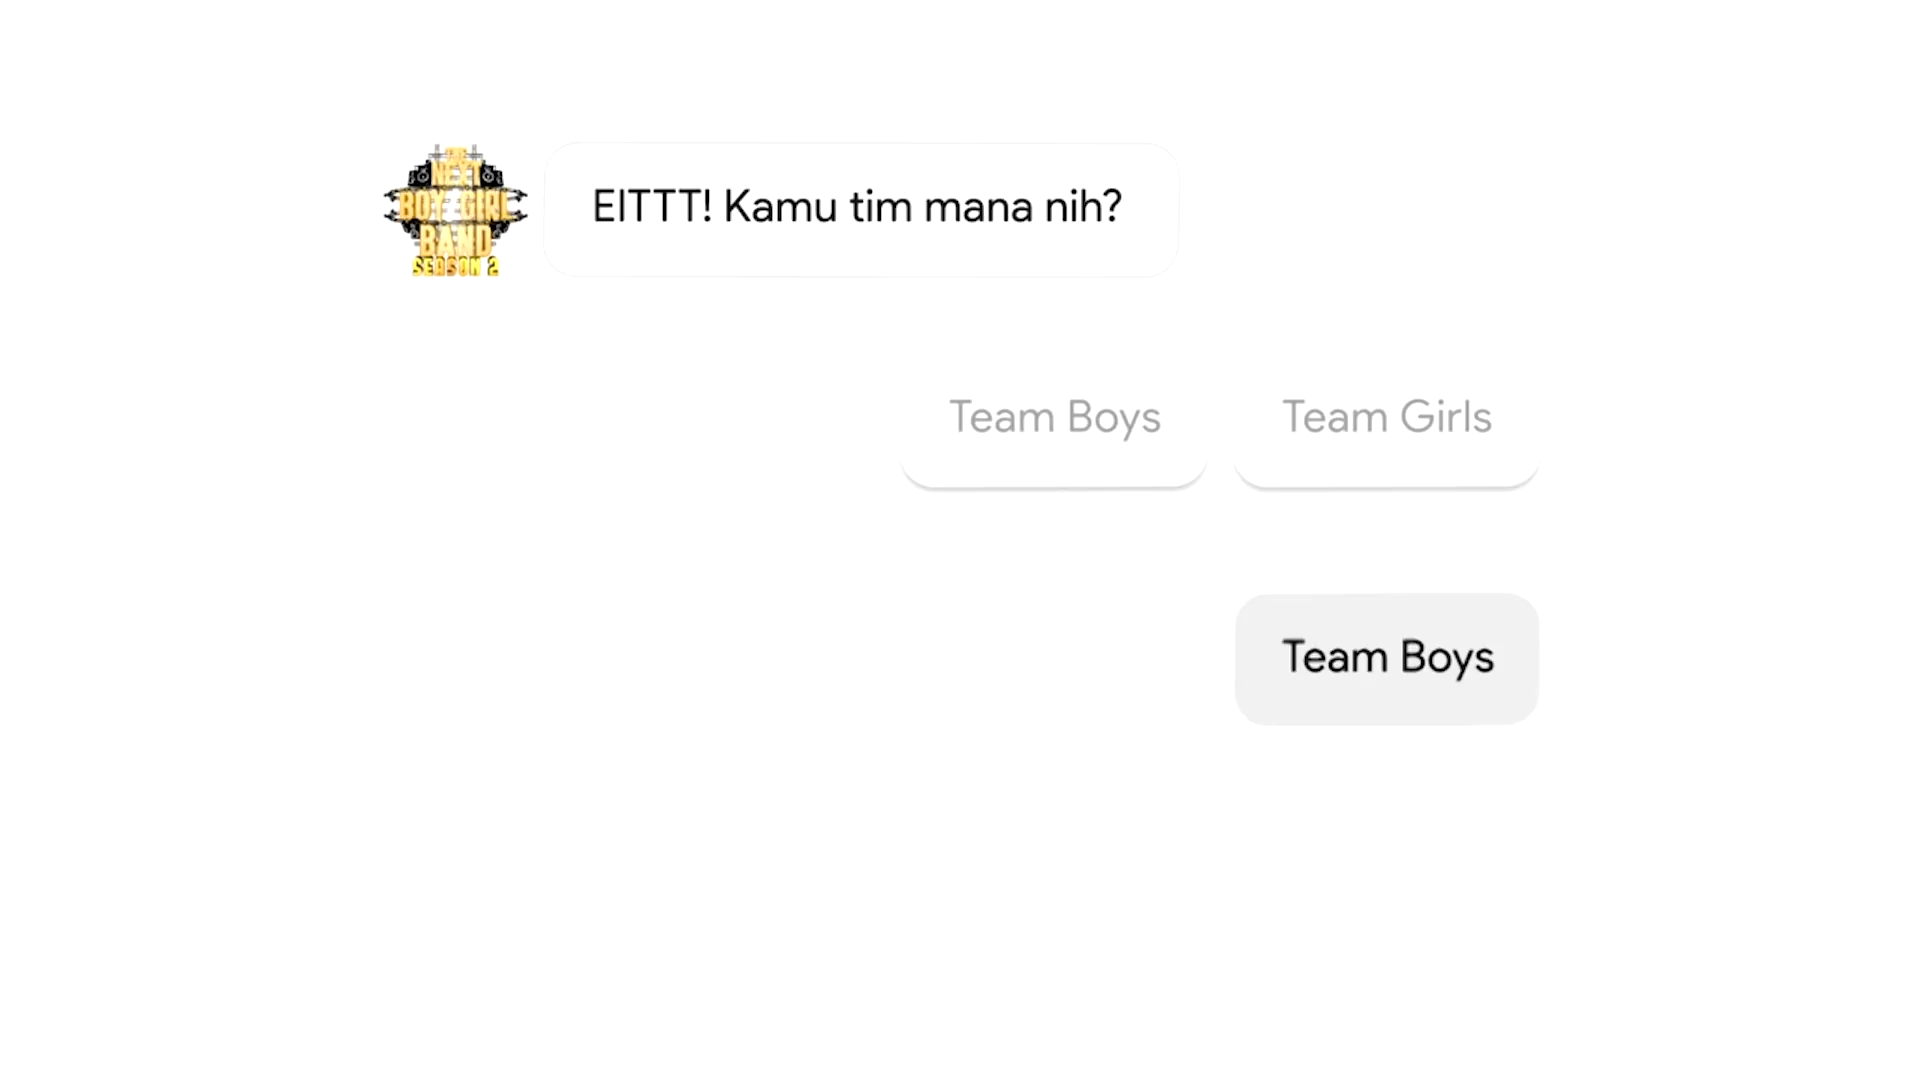 THE
NEXT
BOY/GIRL
BAND
SEASON 2
EITTT! Kamu tim mana nih?
Team Boys
Team Girls
Team Boys